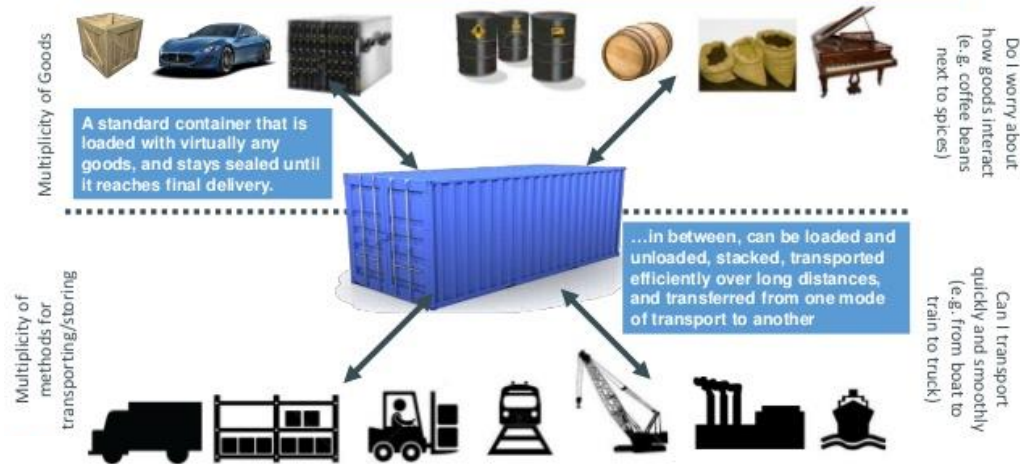 Multiplicity of Goods
A standard container that is
loaded with virtually any
goods, and stays sealed until
it reaches final delivery.
Do I worry about
how goods interact
(e.g. coffee beans
next to spices)
Multiplicity of
methods for
transporting/storing
...in between, can be loaded and
unloaded, stacked, transported
efficiently over long distances,
and transferred from one mode
of transport to another
Can I transport
quickly and smoothly
(e.g. from boat to
train to truck)